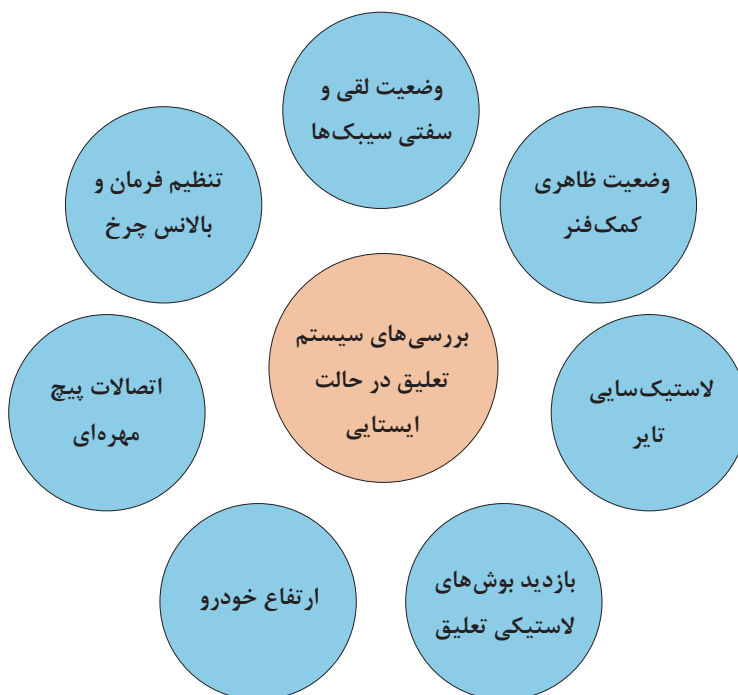 بررسی‌های سیستم
تعلیق در حالت
ایستایی
وضعیت لقی و
سفتی سیبک‌ها
وضعیت ظاهری
کمک‌فنر
لاستیک‌سایی
تایر
بازدید بوش‌های
لاستیکی تعلیق
ارتفاع خودرو
اتصالات پیچ
مهره‌ای
تنظیم فرمان و
بالانس چرخ